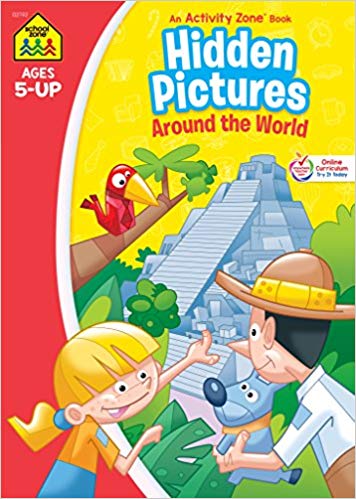 02192
school
zone
AGES
5-UP
An Activity Zone® Book
Hidden
Pictures
Around the World
Online
Curriculum
Try It Today